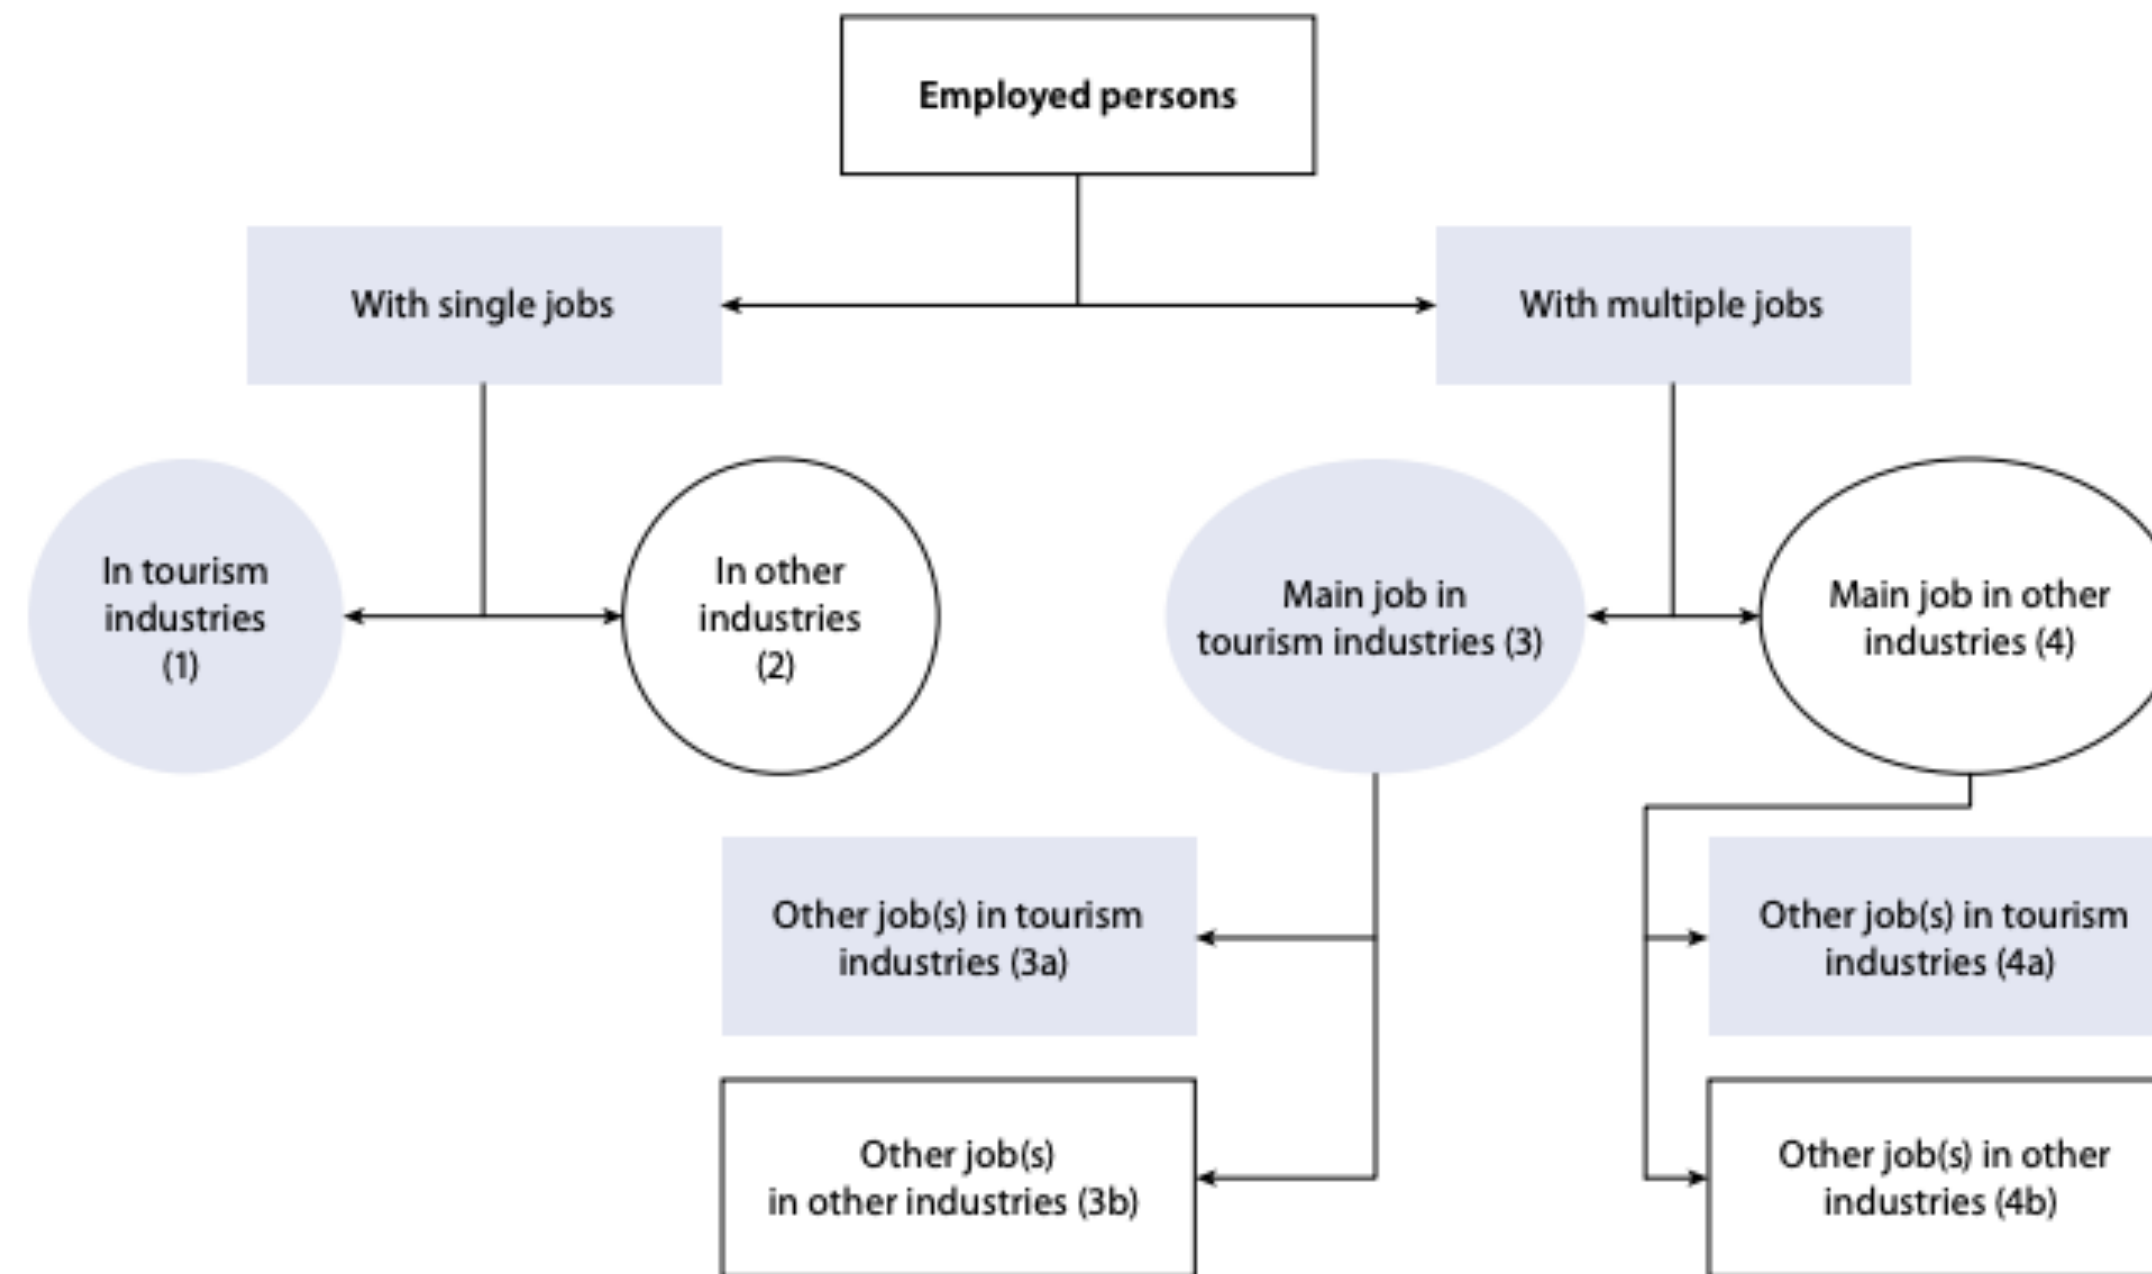 Employed persons
With single jobs
With multiple jobs
In tourism
industries
(1)
In other
industries
(2)
Main job in
tourism industries (3)
Main job in other
industries (4)
Other job(s) in tourism
industries (3a)
Other job(s) in tourism
industries (4a)
Other job(s)
in other industries (3b)
Other job(s) in other
industries (4b)